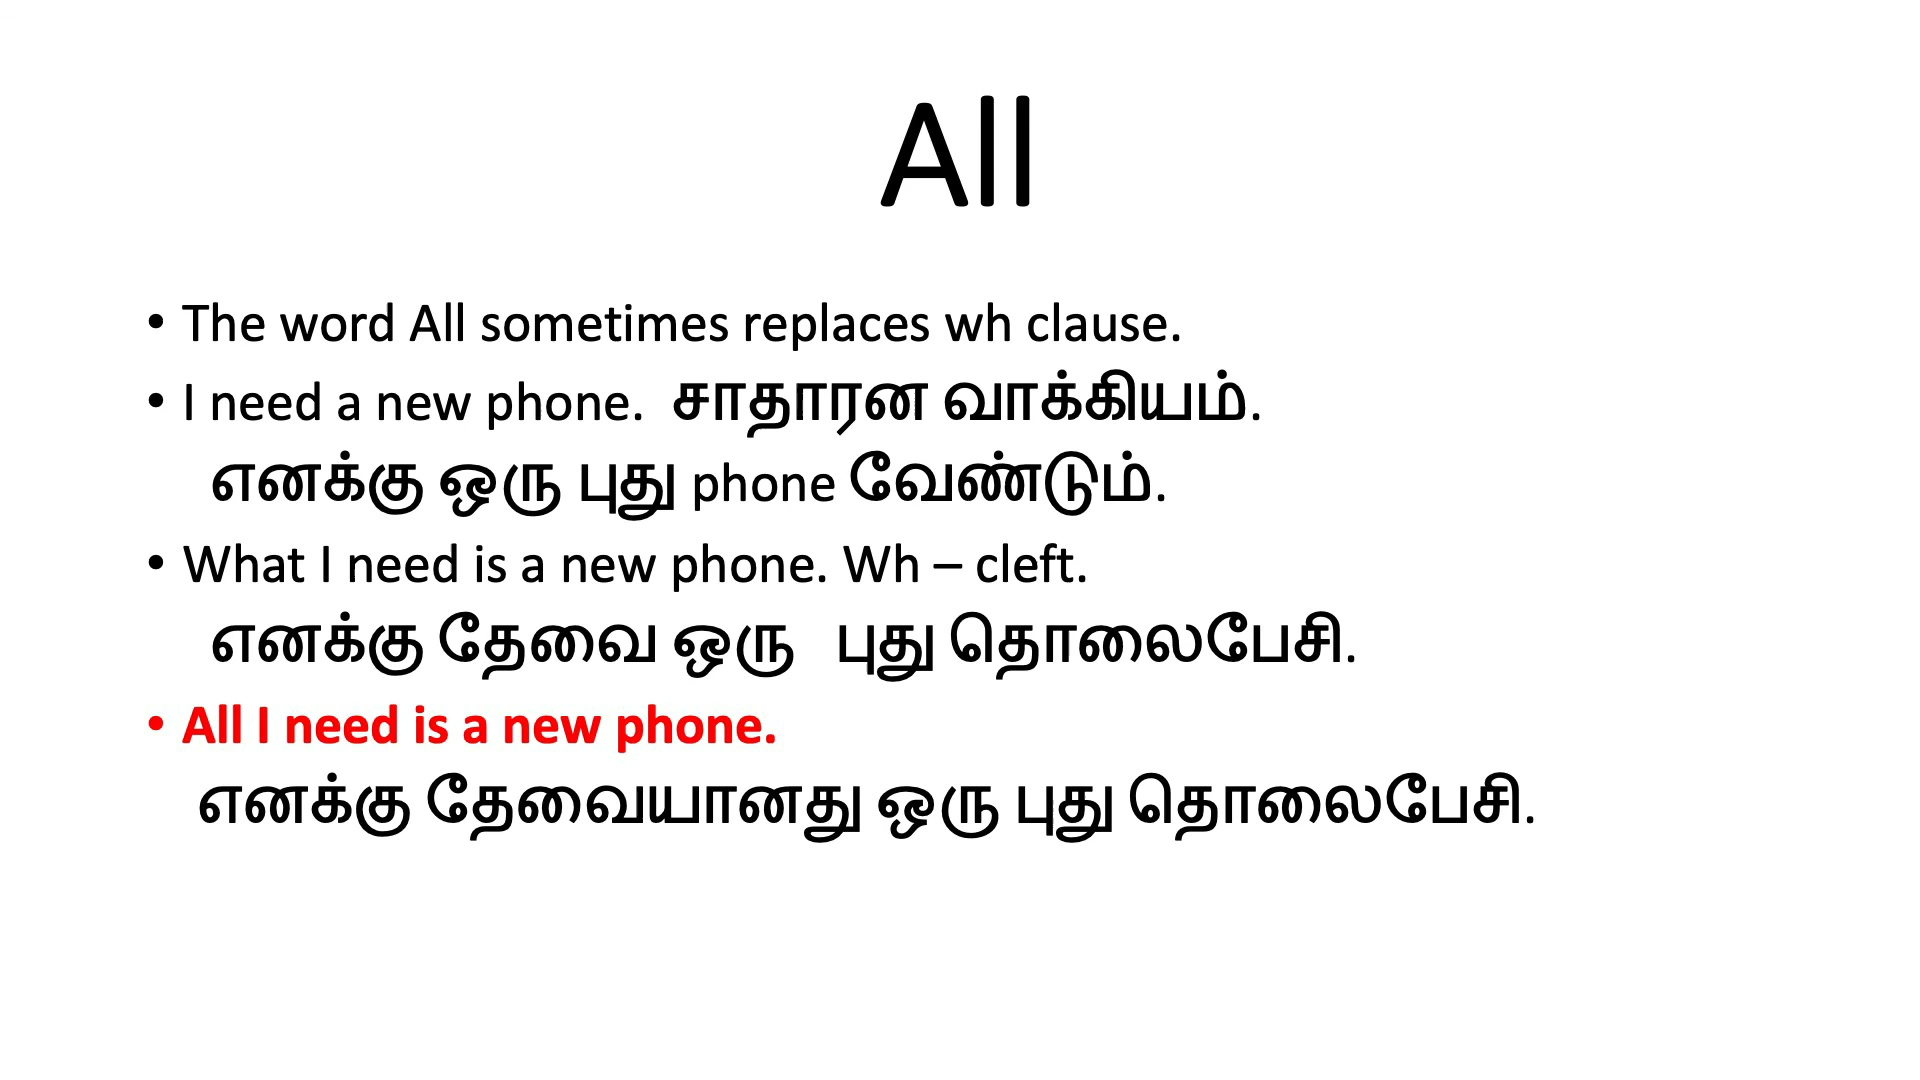 All
• The word All sometimes replaces wh clause.
• I need a new phone. சாதாரன வாக்கியம்.
எனக்கு ஒரு புது phone வேண்டும்.
• What I need is a new phone. Wh – cleft.
எனக்கு தேவை ஒரு புது தொலைபேசி.
• All I need is a new phone.
எனக்கு தேவையானது ஒரு புது தொலைபேசி.